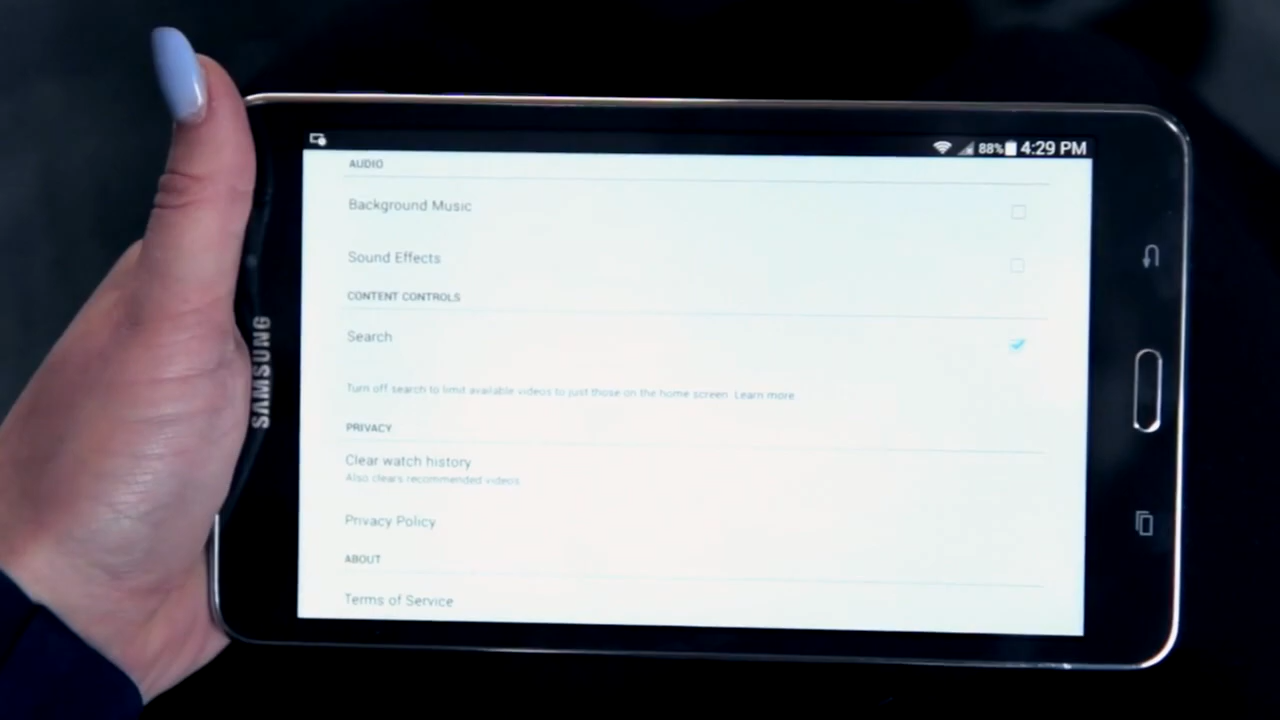 88% 4:29 PM
AUDIO
Background Music
Sound Effects
CONTENT CONTROLS
Search
Turn off search to limit available videos to just those on the home screen. Learn more
PRIVACY
Clear watch history
Also clears recommended videos
Privacy Policy
ABOUT
Terms of Service
SAMSUNG